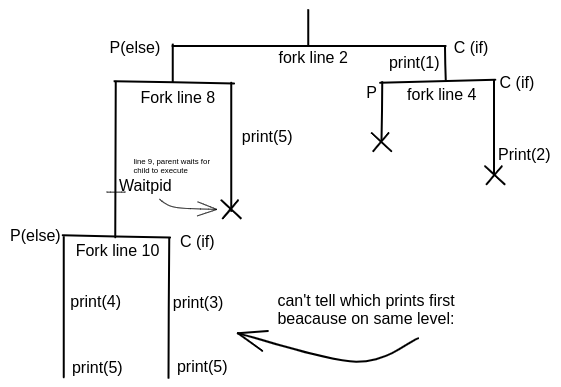 P(else)
fork line 2
C (if)
print(1)
Fork line 8
P
fork line 4
C (if)
print(5)
Print(2)
line 9, parent waits for
child to execute
Waitpid
P(else)
Fork line 10
C (if)
print(4)
print(3)
can't tell which prints first
beacause on same level:
print(5)
print(5)